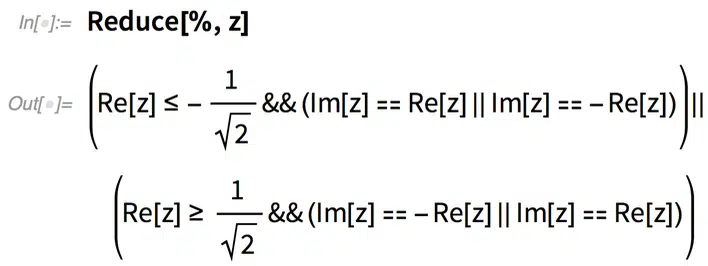 In[ ]:= Reduce[%, z]
Out[ ]= (Re[z] ≤ - 1/√2 && (Im[z] == Re[z] || Im[z] == - Re[z])) ||
(Re[z] ≥ 1/√2 && (Im[z] == - Re[z] || Im[z] == Re[z]))